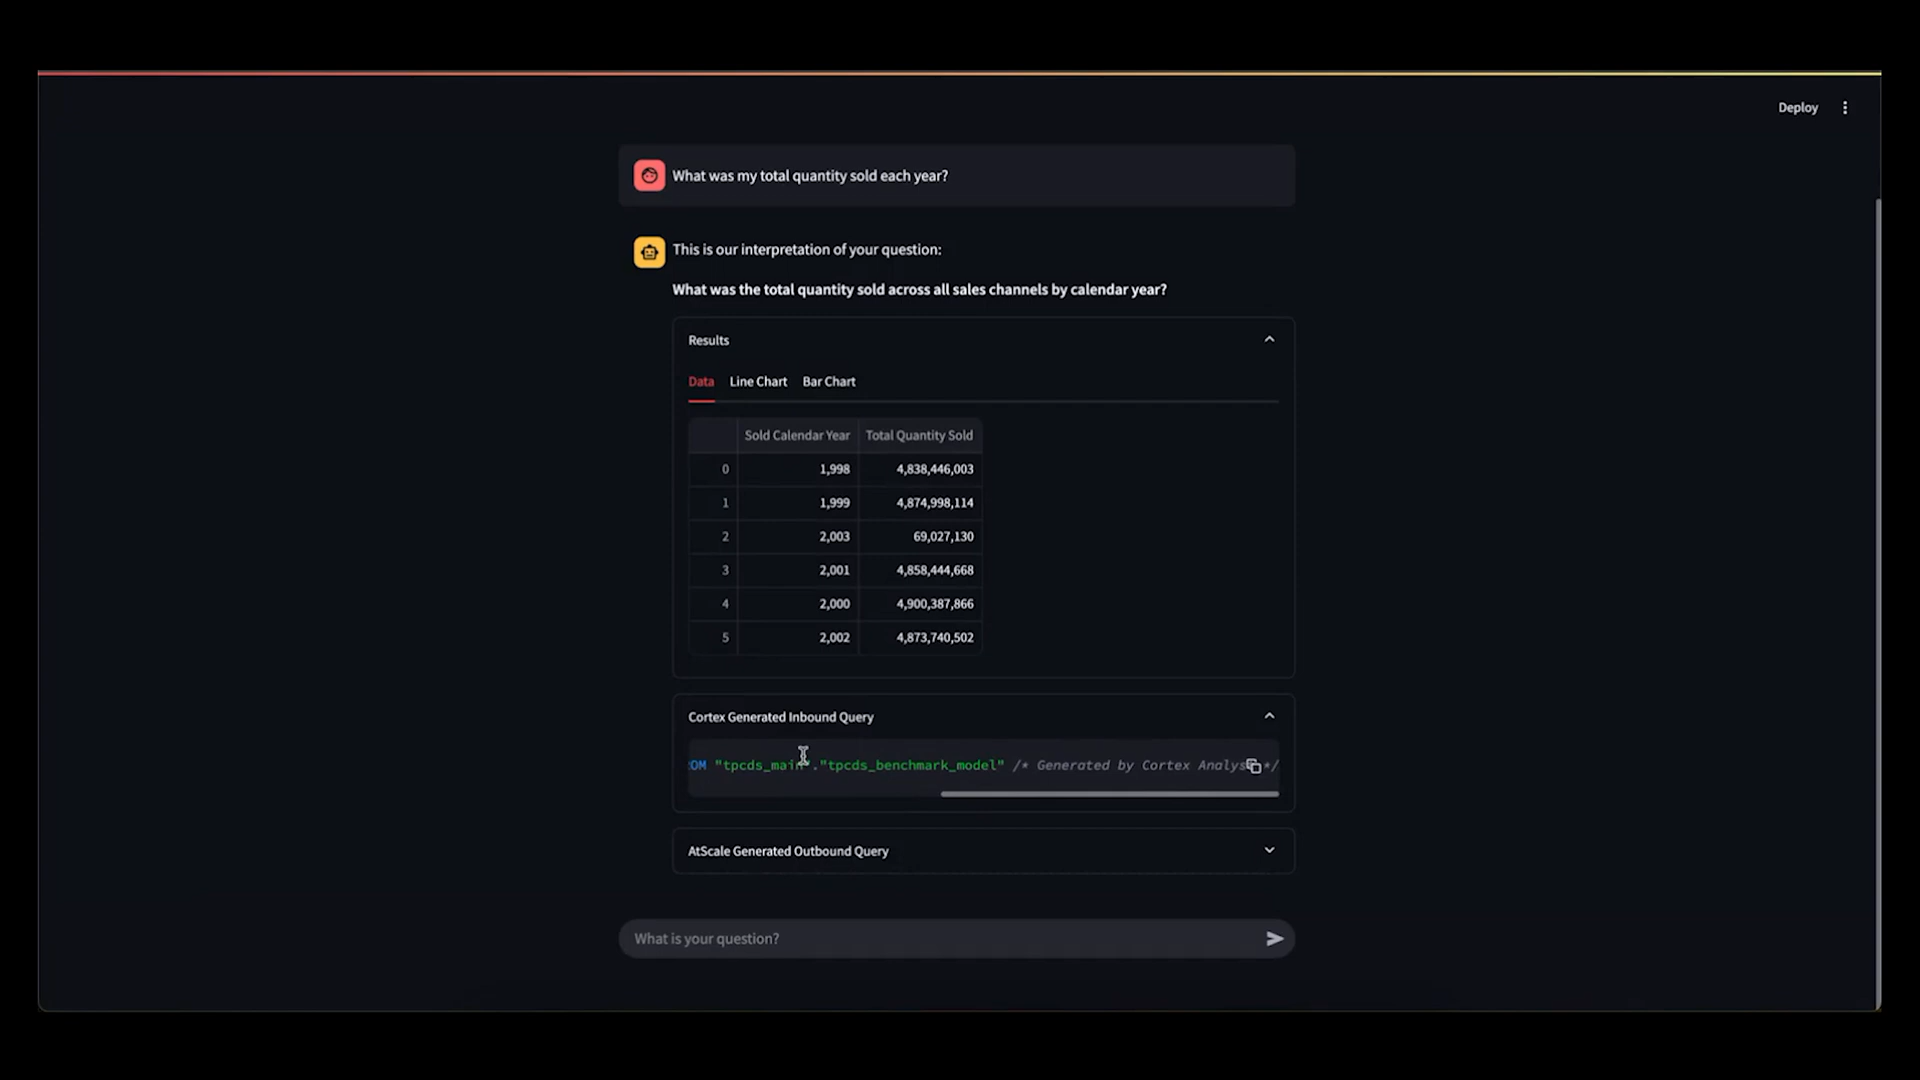 Deploy
What was my total quantity sold each year?
This is our interpretation of your question:
What was the total quantity sold across all sales channels by calendar year?
Results
Data Line Chart Bar Chart
Sold Calendar Year Total Quantity Sold
0 1,998 4,838,446,003
1 1,999 4,874,998,114
2 2,003 69,027,130
3 2,001 4,858,444,668
4 2,000 4,900,387,866
5 2,002 4,873,740,502
Cortex Generated Inbound Query
OM "tpcds_main"."tpcds_benchmark_model" /* Generated by Cortex Analyst */
AtScale Generated Outbound Query
What is your question?